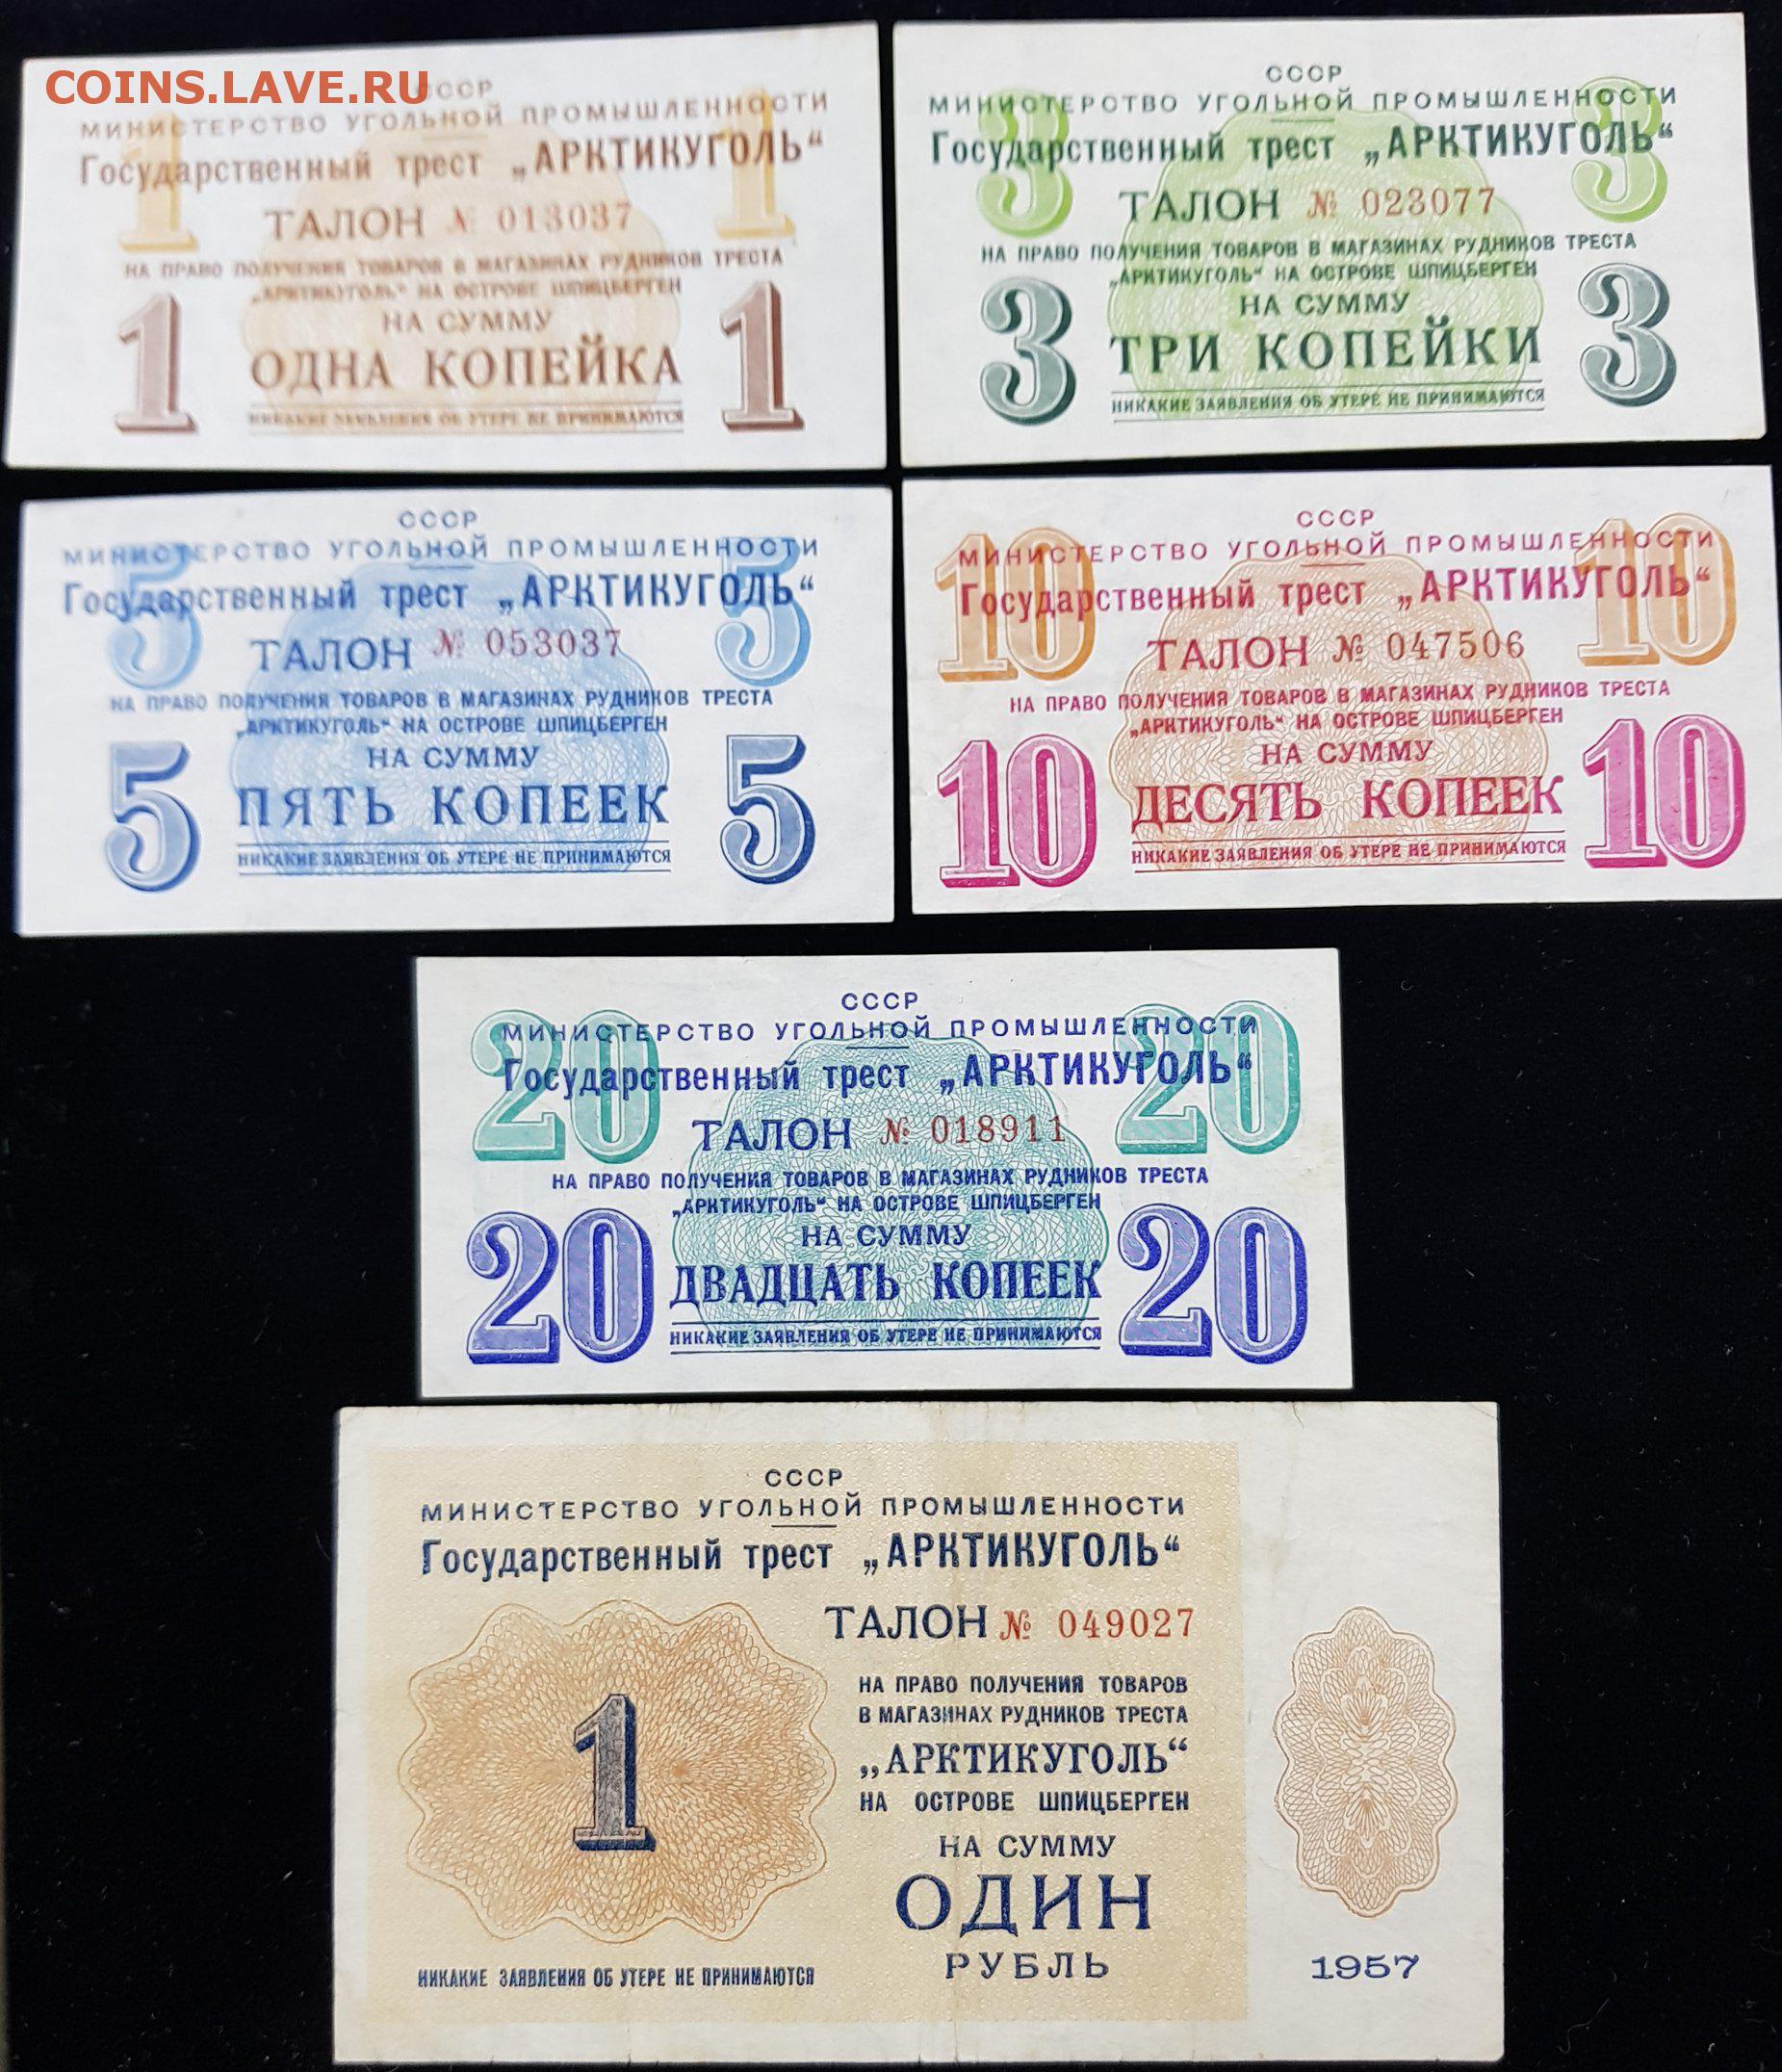 COINS.LAVE.RU
СССР
МИНИСТЕРСТВО УГОЛЬНОЙ ПРОМЫШЛЕННОСТИ
Государственный трест „АРКТИКУГОЛЬ“
1 1
ТАЛОН № 013037
НА ПРАВО ПОЛУЧЕНИЯ ТОВАРОВ В МАГАЗИНАХ РУДНИКОВ ТРЕСТА
„АРКТИКУГОЛЬ“ НА ОСТРОВЕ ШПИЦБЕРГЕН
НА СУММУ
1 ОДНА КОПЕЙКА 1
НИКАКИЕ ЗАЯВЛЕНИЯ ОБ УТЕРЕ НЕ ПРИНИМАЮТСЯ
СССР
МИНИСТЕРСТВО УГОЛЬНОЙ ПРОМЫШЛЕННОСТИ
Государственный трест „АРКТИКУГОЛЬ“
3 3
ТАЛОН № 023077
НА ПРАВО ПОЛУЧЕНИЯ ТОВАРОВ В МАГАЗИНАХ РУДНИКОВ ТРЕСТА
„АРКТИКУГОЛЬ“ НА ОСТРОВЕ ШПИЦБЕРГЕН
НА СУММУ
3 ТРИ КОПЕЙКИ 3
НИКАКИЕ ЗАЯВЛЕНИЯ ОБ УТЕРЕ НЕ ПРИНИМАЮТСЯ
СССР
МИНИСТЕРСТВО УГОЛЬНОЙ ПРОМЫШЛЕННОСТИ
Государственный трест „АРКТИКУГОЛЬ“
5 5
ТАЛОН № 053037
НА ПРАВО ПОЛУЧЕНИЯ ТОВАРОВ В МАГАЗИНАХ РУДНИКОВ ТРЕСТА
„АРКТИКУГОЛЬ“ НА ОСТРОВЕ ШПИЦБЕРГЕН
НА СУММУ
5 ПЯТЬ КОПЕЕК 5
НИКАКИЕ ЗАЯВЛЕНИЯ ОБ УТЕРЕ НЕ ПРИНИМАЮТСЯ
СССР
МИНИСТЕРСТВО УГОЛЬНОЙ ПРОМЫШЛЕННОСТИ
Государственный трест „АРКТИКУГОЛЬ“
10 10
ТАЛОН № 047506
НА ПРАВО ПОЛУЧЕНИЯ ТОВАРОВ В МАГАЗИНАХ РУДНИКОВ ТРЕСТА
„АРКТИКУГОЛЬ“ НА ОСТРОВЕ ШПИЦБЕРГЕН
НА СУММУ
10 ДЕСЯТЬ КОПЕЕК 10
НИКАКИЕ ЗАЯВЛЕНИЯ ОБ УТЕРЕ НЕ ПРИНИМАЮТСЯ
СССР
МИНИСТЕРСТВО УГОЛЬНОЙ ПРОМЫШЛЕННОСТИ
Государственный трест „АРКТИКУГОЛЬ“
20 20
ТАЛОН № 018911
НА ПРАВО ПОЛУЧЕНИЯ ТОВАРОВ В МАГАЗИНАХ РУДНИКОВ ТРЕСТА
„АРКТИКУГОЛЬ“ НА ОСТРОВЕ ШПИЦБЕРГЕН
НА СУММУ
20 ДВАДЦАТЬ КОПЕЕК 20
НИКАКИЕ ЗАЯВЛЕНИЯ ОБ УТЕРЕ НЕ ПРИНИМАЮТСЯ
СССР
МИНИСТЕРСТВО УГОЛЬНОЙ ПРОМЫШЛЕННОСТИ
Государственный трест „АРКТИКУГОЛЬ“
ТАЛОН № 049027
НА ПРАВО ПОЛУЧЕНИЯ ТОВАРОВ
В МАГАЗИНАХ РУДНИКОВ ТРЕСТА
„АРКТИКУГОЛЬ“
НА ОСТРОВЕ ШПИЦБЕРГЕН
1
НА СУММУ
ОДИН
РУБЛЬ
НИКАКИЕ ЗАЯВЛЕНИЯ ОБ УТЕРЕ НЕ ПРИНИМАЮТСЯ
1957